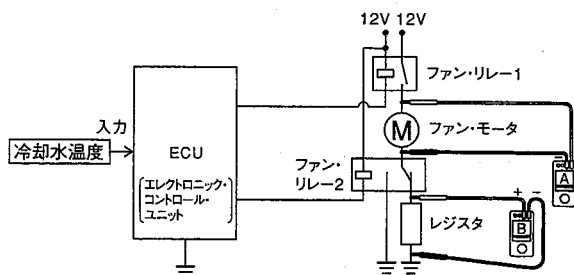 12V 12V
ファン・リレー1
ファン・モータ
M
入力
冷却水温度
ECU
エレクトロニック・
コントロール・
ユニット
ファン・
リレー2
レジスタ
− A
+ −
B